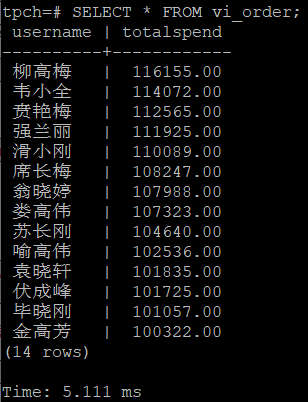 tpch=# SELECT * FROM vi_order;
username | totalspend
----------+------------
柳高梅 | 116155.00
韦小全 | 114072.00
贲艳梅 | 112565.00
强兰丽 | 111925.00
滑小刚 | 110089.00
席长梅 | 108247.00
翁晓婷 | 107988.00
娄高伟 | 107323.00
苏长刚 | 104640.00
喻高伟 | 102536.00
袁晓轩 | 101835.00
伏成峰 | 101725.00
毕晓刚 | 101057.00
金高芳 | 100322.00
(14 rows)
Time: 5.111 ms